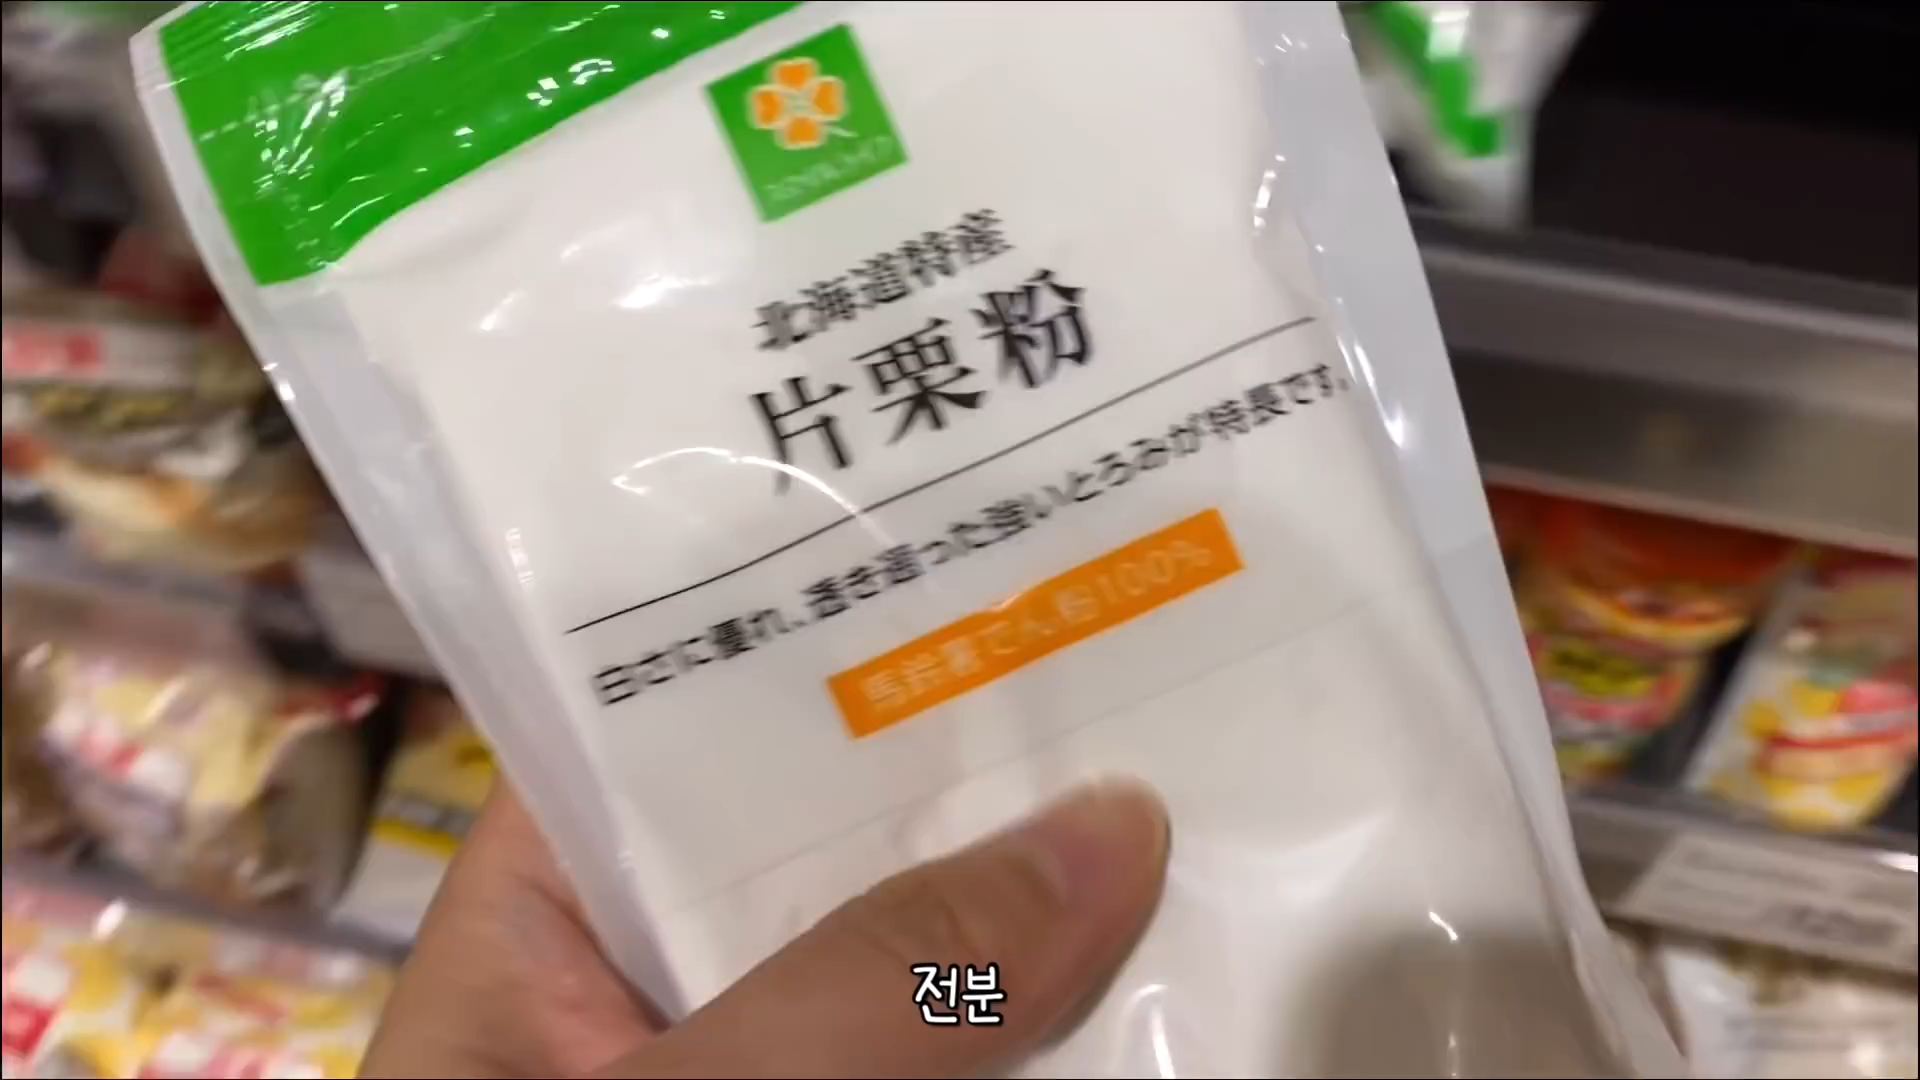 北海道特産
片栗粉
白さに優れ、透き通った強いとろみが特長です。
馬鈴薯でん粉100%
전분